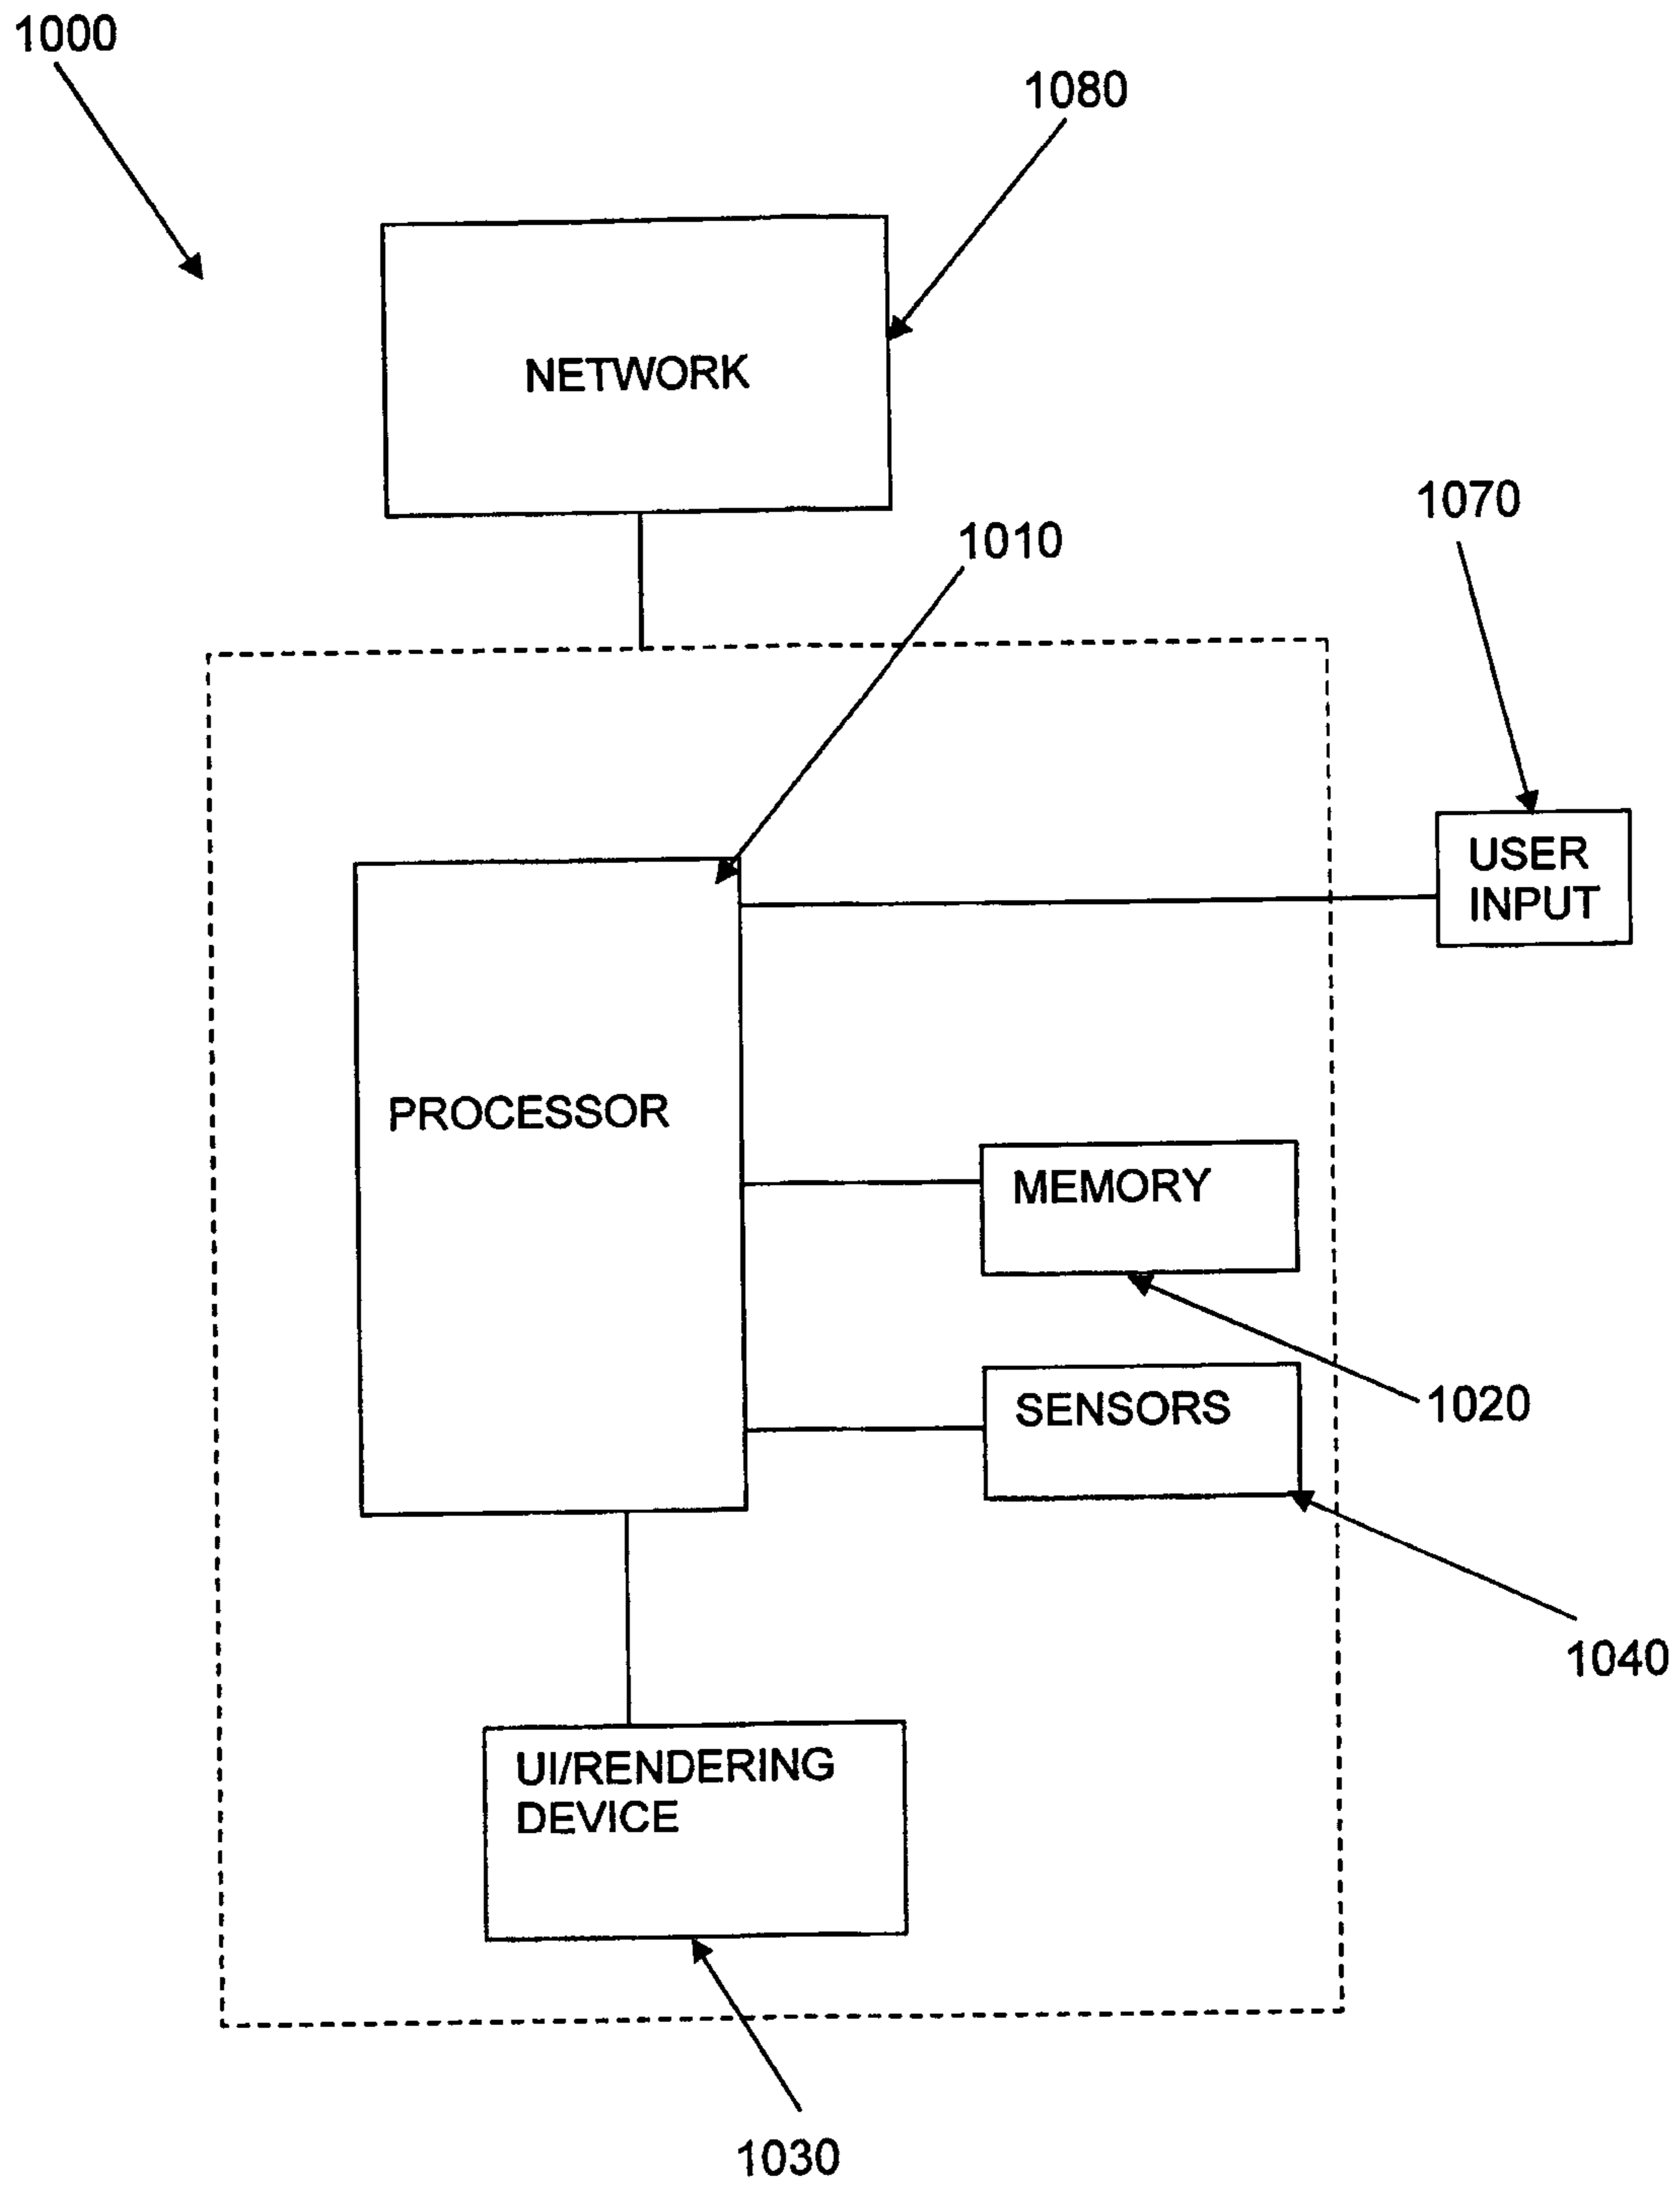 1000
1080
NETWORK
1070
1010
USER
INPUT
PROCESSOR
MEMORY
SENSORS
1020
1040
UI/RENDERING
DEVICE
1030